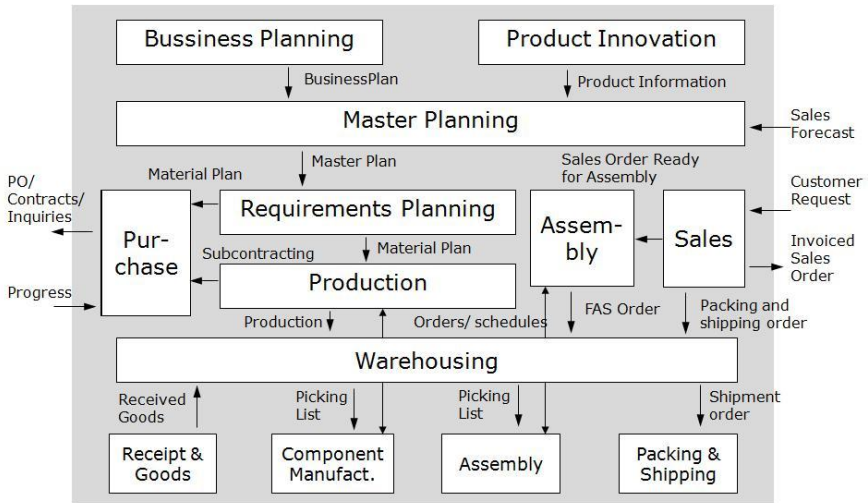 Bussiness Planning
Product Innovation
BusinessPlan
Product Information
Master Planning
Sales
Forecast
Master Plan
Sales Order Ready
for Assembly
Material Plan
PO/
Contracts/
Inquiries
Customer
Request
Requirements Planning
Assem-
bly
Sales
Pur-
chase
Material Plan
Subcontracting
Invoiced
Sales
Order
Production
Progress
Production
Orders/ schedules
FAS Order
Packing and
shipping order
Warehousing
Received
Goods
Picking
List
Picking
List
Shipment
order
Receipt &
Goods
Component
Manufact.
Assembly
Packing &
Shipping